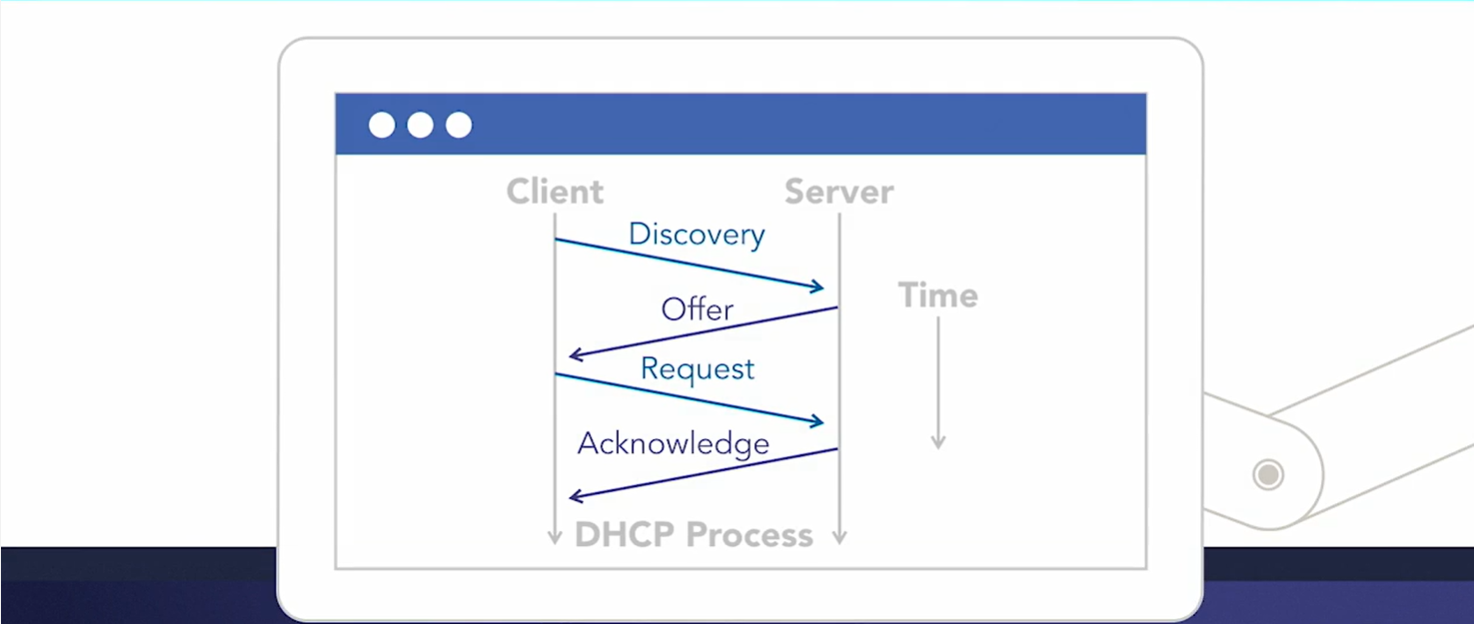 Client
Server
Discovery
Offer
Time
Request
Acknowledge
DHCP Process